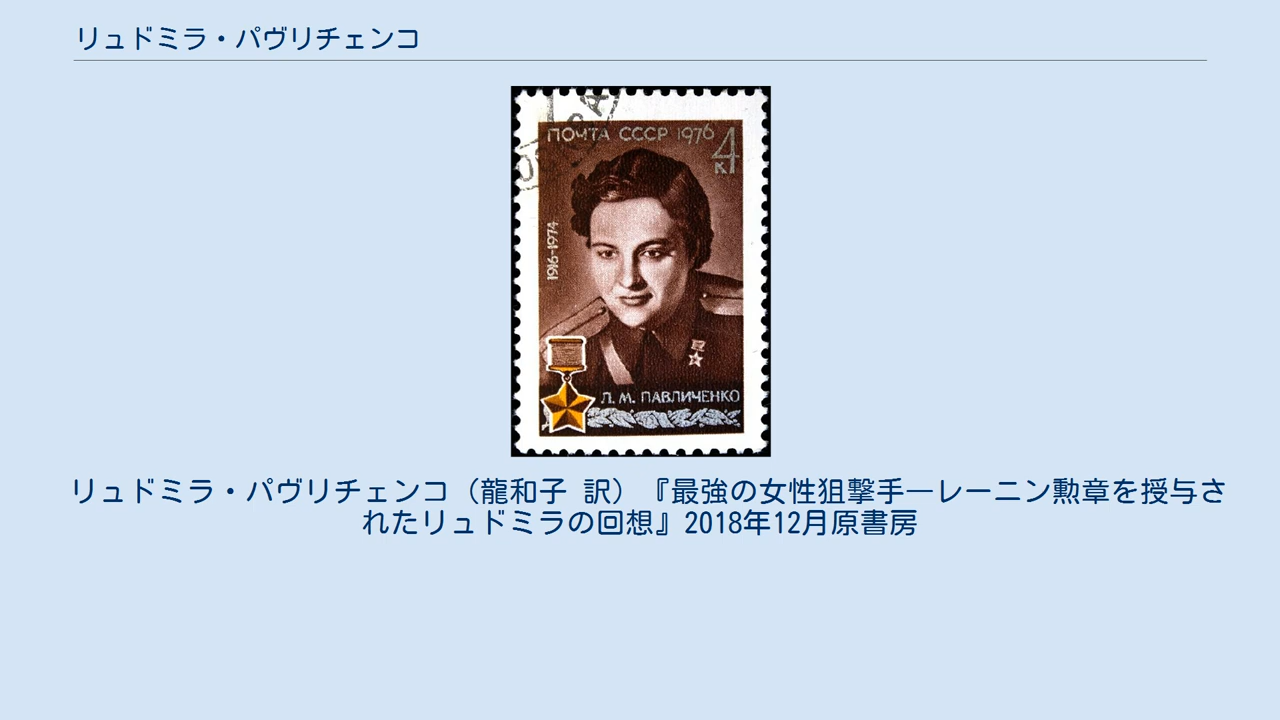 リュドミラ・パヴリチェンコ
ПОЧТА СССР 1976
4
к
1916-1974
Л. М. ПАВЛИЧЕНКО
リュドミラ・パヴリチェンコ（龍和子 訳）『最強の女性狙撃手―レーニン勲章を授与さ
れたリュドミラの回想』2018年12月原書房